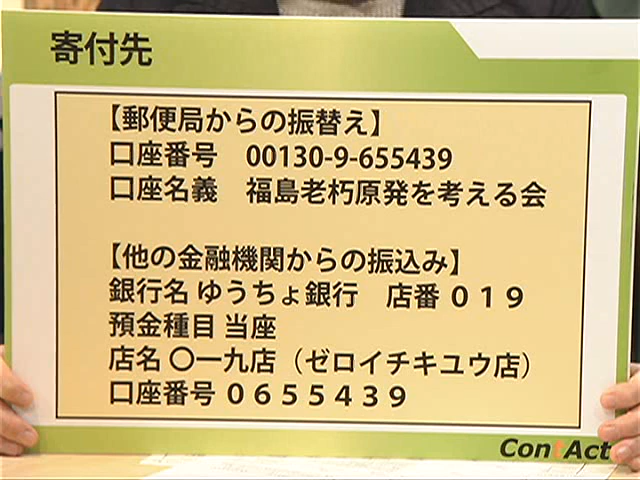 寄付先
【郵便局からの振替え】
口座番号　00130-9-655439
口座名義　福島老朽原発を考える会
【他の金融機関からの振込み】
銀行名 ゆうちょ銀行　店番 ０１９
預金種目 当座
店名 〇一九店（ゼロイチキユウ店）
口座番号 ０６５５４３９
ContAct